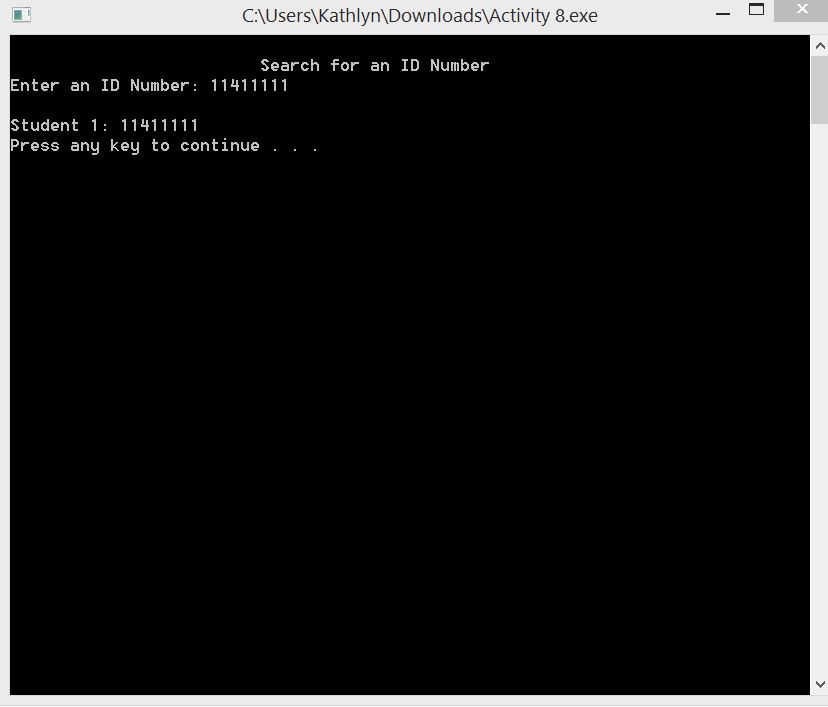 C:\Users\Kathlyn\Downloads\Activity 8.exe
Search for an ID Number
Enter an ID Number: 11411111
Student 1: 11411111
Press any key to continue . . .